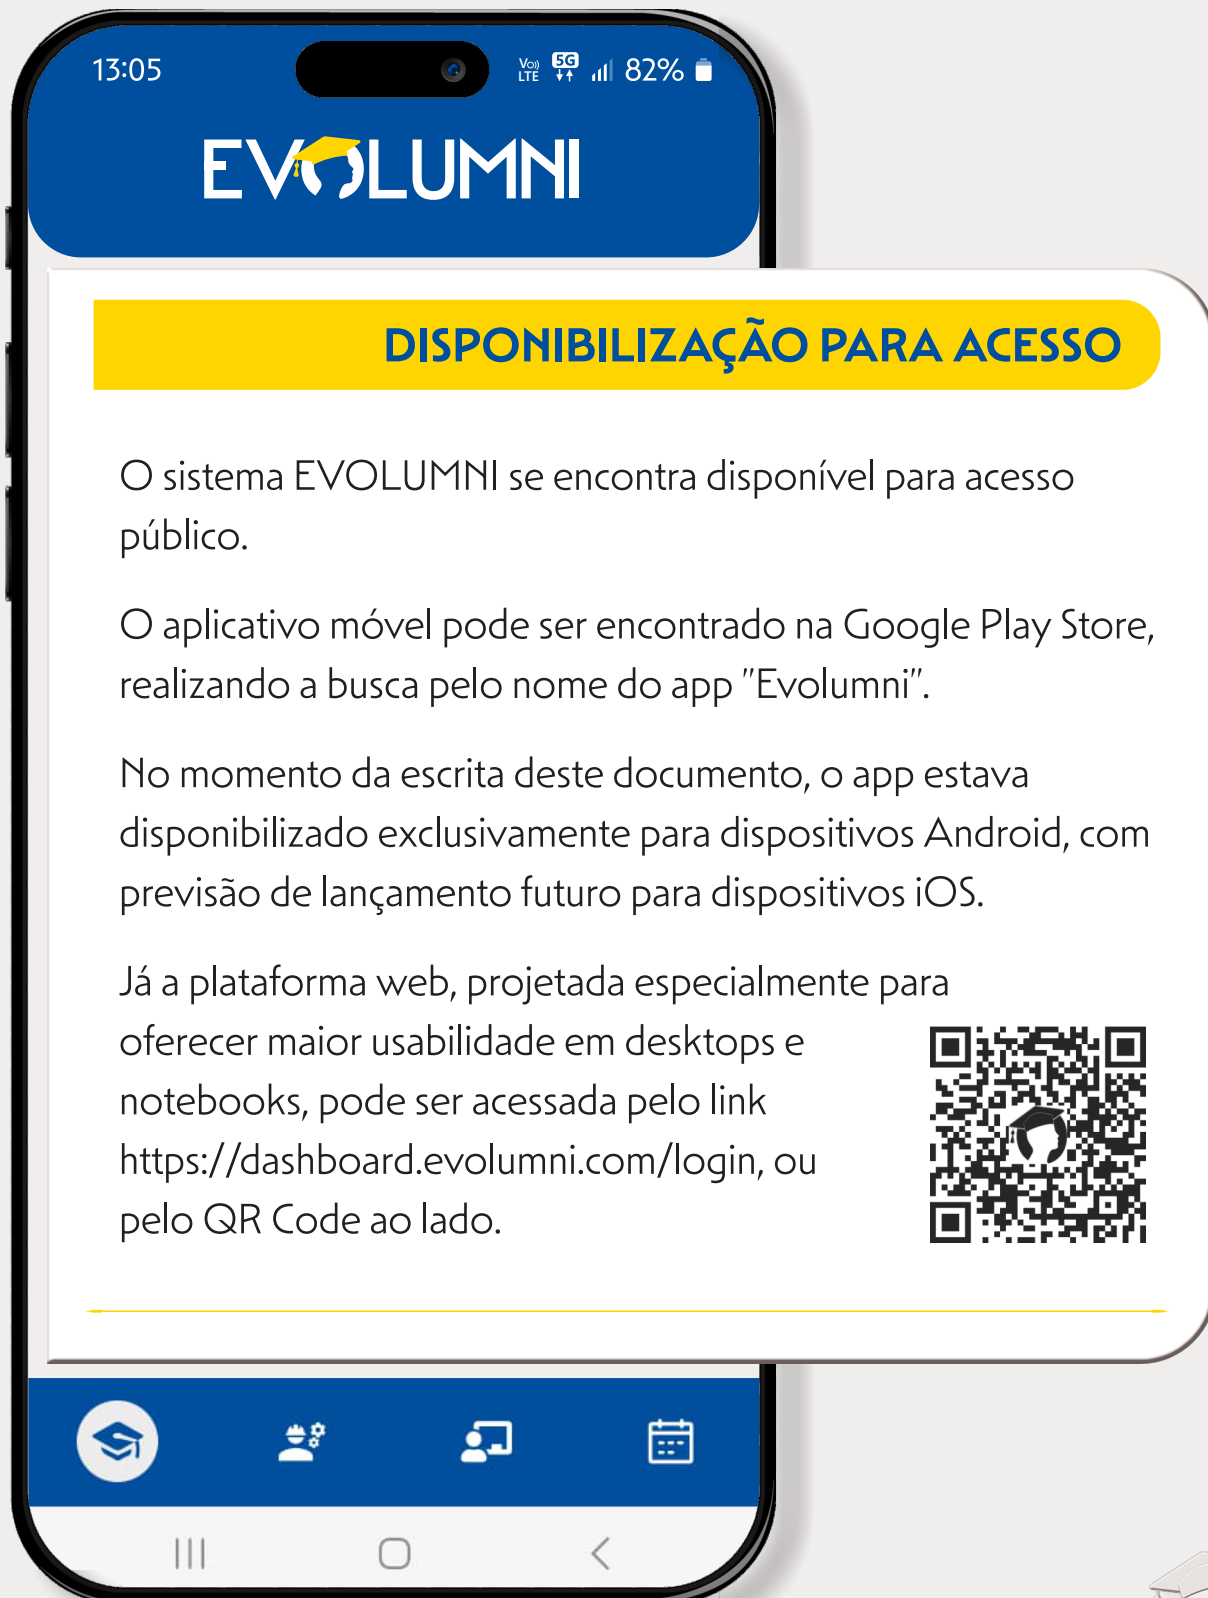 13:05
Vo)) LTE 5G 82%
EVOLUMNI
DISPONIBILIZAÇÃO PARA ACESSO
O sistema EVOLUMNI se encontra disponível para acesso
público.
O aplicativo móvel pode ser encontrado na Google Play Store,
realizando a busca pelo nome do app "Evolumni".
No momento da escrita deste documento, o app estava
disponibilizado exclusivamente para dispositivos Android, com
previsão de lançamento futuro para dispositivos iOS.
Já a plataforma web, projetada especialmente para
oferecer maior usabilidade em desktops e
notebooks, pode ser acessada pelo link
https://dashboard.evolumni.com/login, ou
pelo QR Code ao lado.